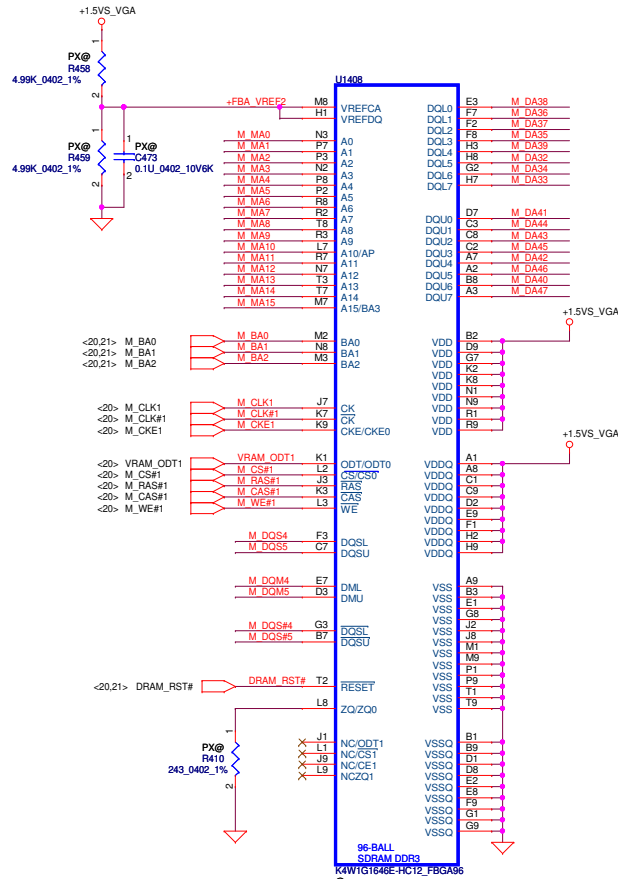 +1.5VS_VGA
1
PX@
R458
4.99K_0402_1%
2
1
PX@
R459
4.99K_0402_1%
2
1
PX@
C473
0.1U_0402_10V6K
2
U1408
+FBA_VREF2 M8 VREFCA
H1 VREFDQ
M_MA0 N3 A0
M_MA1 P7 A1
M_MA2 P3 A2
M_MA3 N2 A3
M_MA4 P8 A4
M_MA5 P2 A5
M_MA6 R8 A6
M_MA7 R2 A7
M_MA8 T8 A8
M_MA9 R3 A9
M_MA10 L7 A10/AP
M_MA11 R7 A11
M_MA12 N7 A12
M_MA13 T3 A13
M_MA14 T7 A14
M_MA15 M7 A15/BA3
<20,21> M_BA0 M_BA0 M2 BA0
<20,21> M_BA1 M_BA1 N8 BA1
<20,21> M_BA2 M_BA2 M3 BA2
<20> M_CLK1 M_CLK1 J7 CK
<20> M_CLK#1 M_CLK#1 K7 CK
<20> M_CKE1 M_CKE1 K9 CKE/CKE0
<20> VRAM_ODT1 VRAM_ODT1 K1 ODT/ODT0
<20> M_CS#1 M_CS#1 L2 CS/CS0
<20> M_RAS#1 M_RAS#1 J3 RAS
<20> M_CAS#1 M_CAS#1 K3 CAS
<20> M_WE#1 M_WE#1 L3 WE
M_DQS4 F3 DQSL
M_DQS5 C7 DQSU
M_DQM4 E7 DML
M_DQM5 D3 DMU
M_DQS#4 G3 DQSL
M_DQS#5 B7 DQSU
<20,21> DRAM_RST# DRAM_RST# T2 RESET
L8 ZQ/ZQ0
1
PX@
R410
243_0402_1%
2
J1 NC/ODT1
L1 NC/CS1
J9 NC/CE1
L9 NCZQ1
DQL0 E3 M_DA38
DQL1 F7 M_DA36
DQL2 F2 M_DA37
DQL3 F8 M_DA35
DQL4 H3 M_DA39
DQL5 H8 M_DA32
DQL6 G2 M_DA34
DQL7 H7 M_DA33
DQU0 D7 M_DA41
DQU1 C3 M_DA44
DQU2 C8 M_DA43
DQU3 C2 M_DA45
DQU4 A7 M_DA42
DQU5 A2 M_DA46
DQU6 B8 M_DA40
DQU7 A3 M_DA47
+1.5VS_VGA
VDD B2
VDD D9
VDD G7
VDD K2
VDD K8
VDD N1
VDD N9
VDD R1
VDD R9
+1.5VS_VGA
VDDQ A1
VDDQ A8
VDDQ C1
VDDQ C9
VDDQ D2
VDDQ E9
VDDQ F1
VDDQ H2
VDDQ H9
VSS A9
VSS B3
VSS E1
VSS G8
VSS J2
VSS J8
VSS M1
VSS M9
VSS P1
VSS P9
VSS T1
VSS T9
VSSQ B1
VSSQ B9
VSSQ D1
VSSQ D8
VSSQ E2
VSSQ E8
VSSQ F9
VSSQ G1
VSSQ G9
96-BALL
SDRAM DDR3
K4W1G1646E-HC12_FBGA96